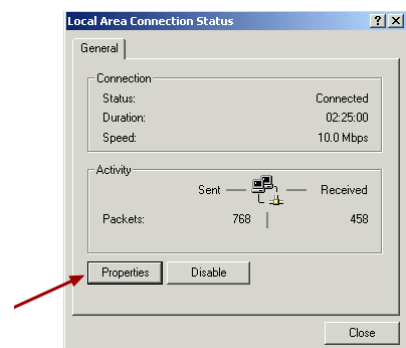 Local Area Connection Status ? X
General
Connection
Status: Connected
Duration: 02:25:00
Speed: 10.0 Mbps
Activity
Sent Received
Packets: 768 458
Properties Disable
Close